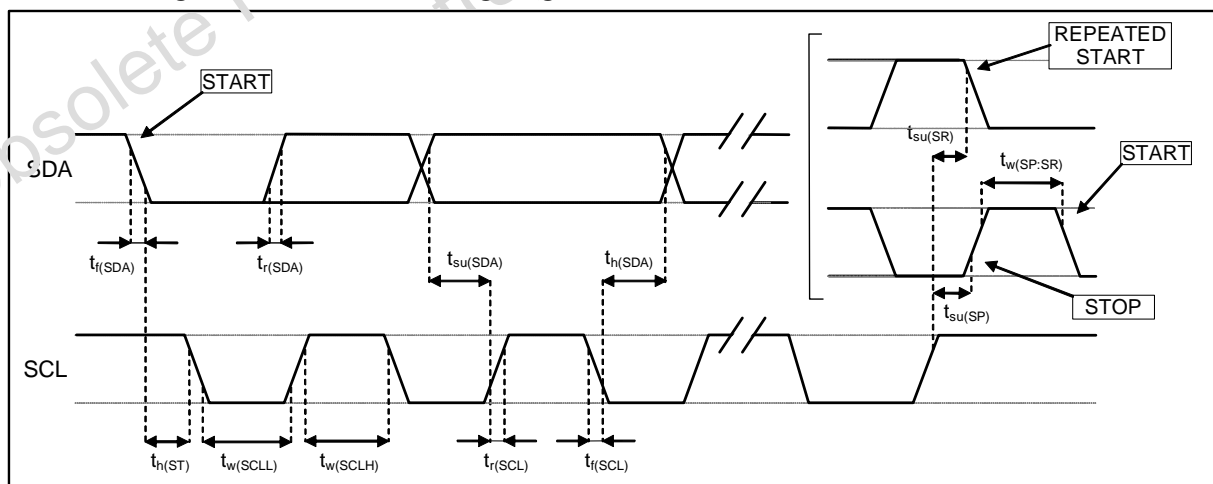 REPEATED
START
START
SDA
t_su(SR)
t_w(SP:SR)
START
t_f(SDA)
t_r(SDA)
t_su(SDA)
t_h(SDA)
t_su(SP)
STOP
SCL
t_h(ST)
t_w(SCLL)
t_w(SCLH)
t_r(SCL)
t_f(SCL)